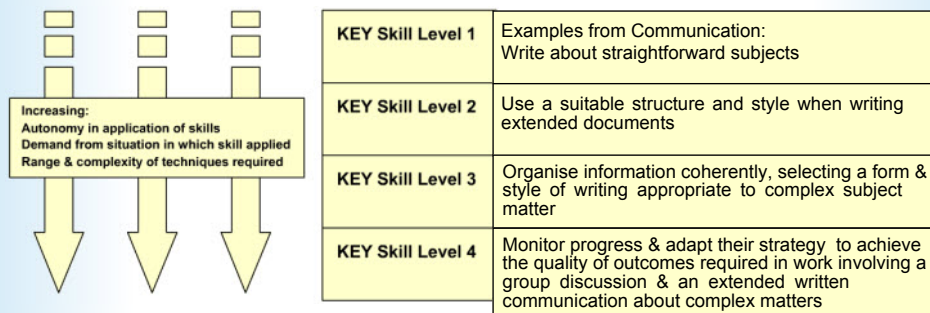 Increasing:
Autonomy in application of skills
Demand from situation in which skill applied
Range & complexity of techniques required
KEY Skill Level 1
Examples from Communication:
Write about straightforward subjects
KEY Skill Level 2
Use a suitable structure and style when writing
extended documents
KEY Skill Level 3
Organise information coherently, selecting a form &
style of writing appropriate to complex subject
matter
KEY Skill Level 4
Monitor progress & adapt their strategy to achieve
the quality of outcomes required in work involving a
group discussion & an extended written
communication about complex matters